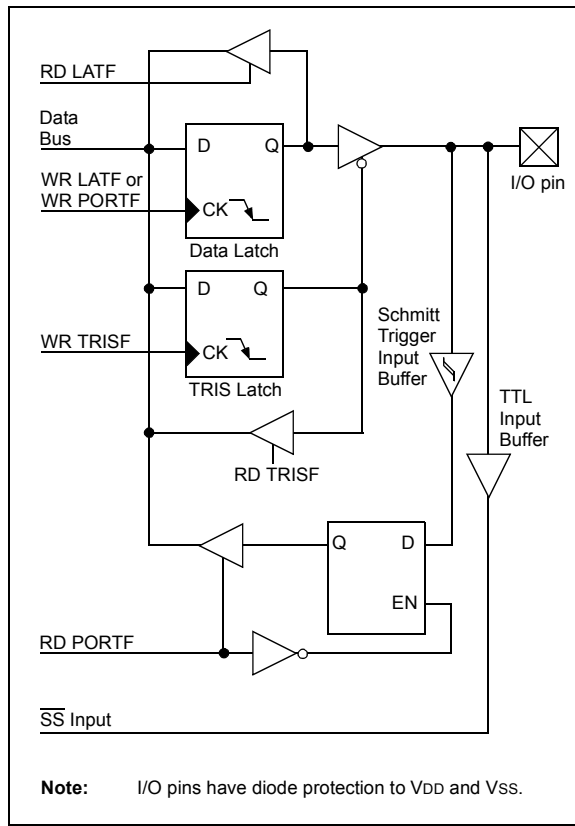 RD LATF
Data
Bus
D
Q
I/O pin
WR LATF or
WR PORTF
CK
Data Latch
D
Q
WR TRISF
CK
TRIS Latch
Schmitt
Trigger
Input
Buffer
TTL
Input
Buffer
RD TRISF
Q
D
EN
RD PORTF
SS Input
Note: I/O pins have diode protection to VDD and VSS.